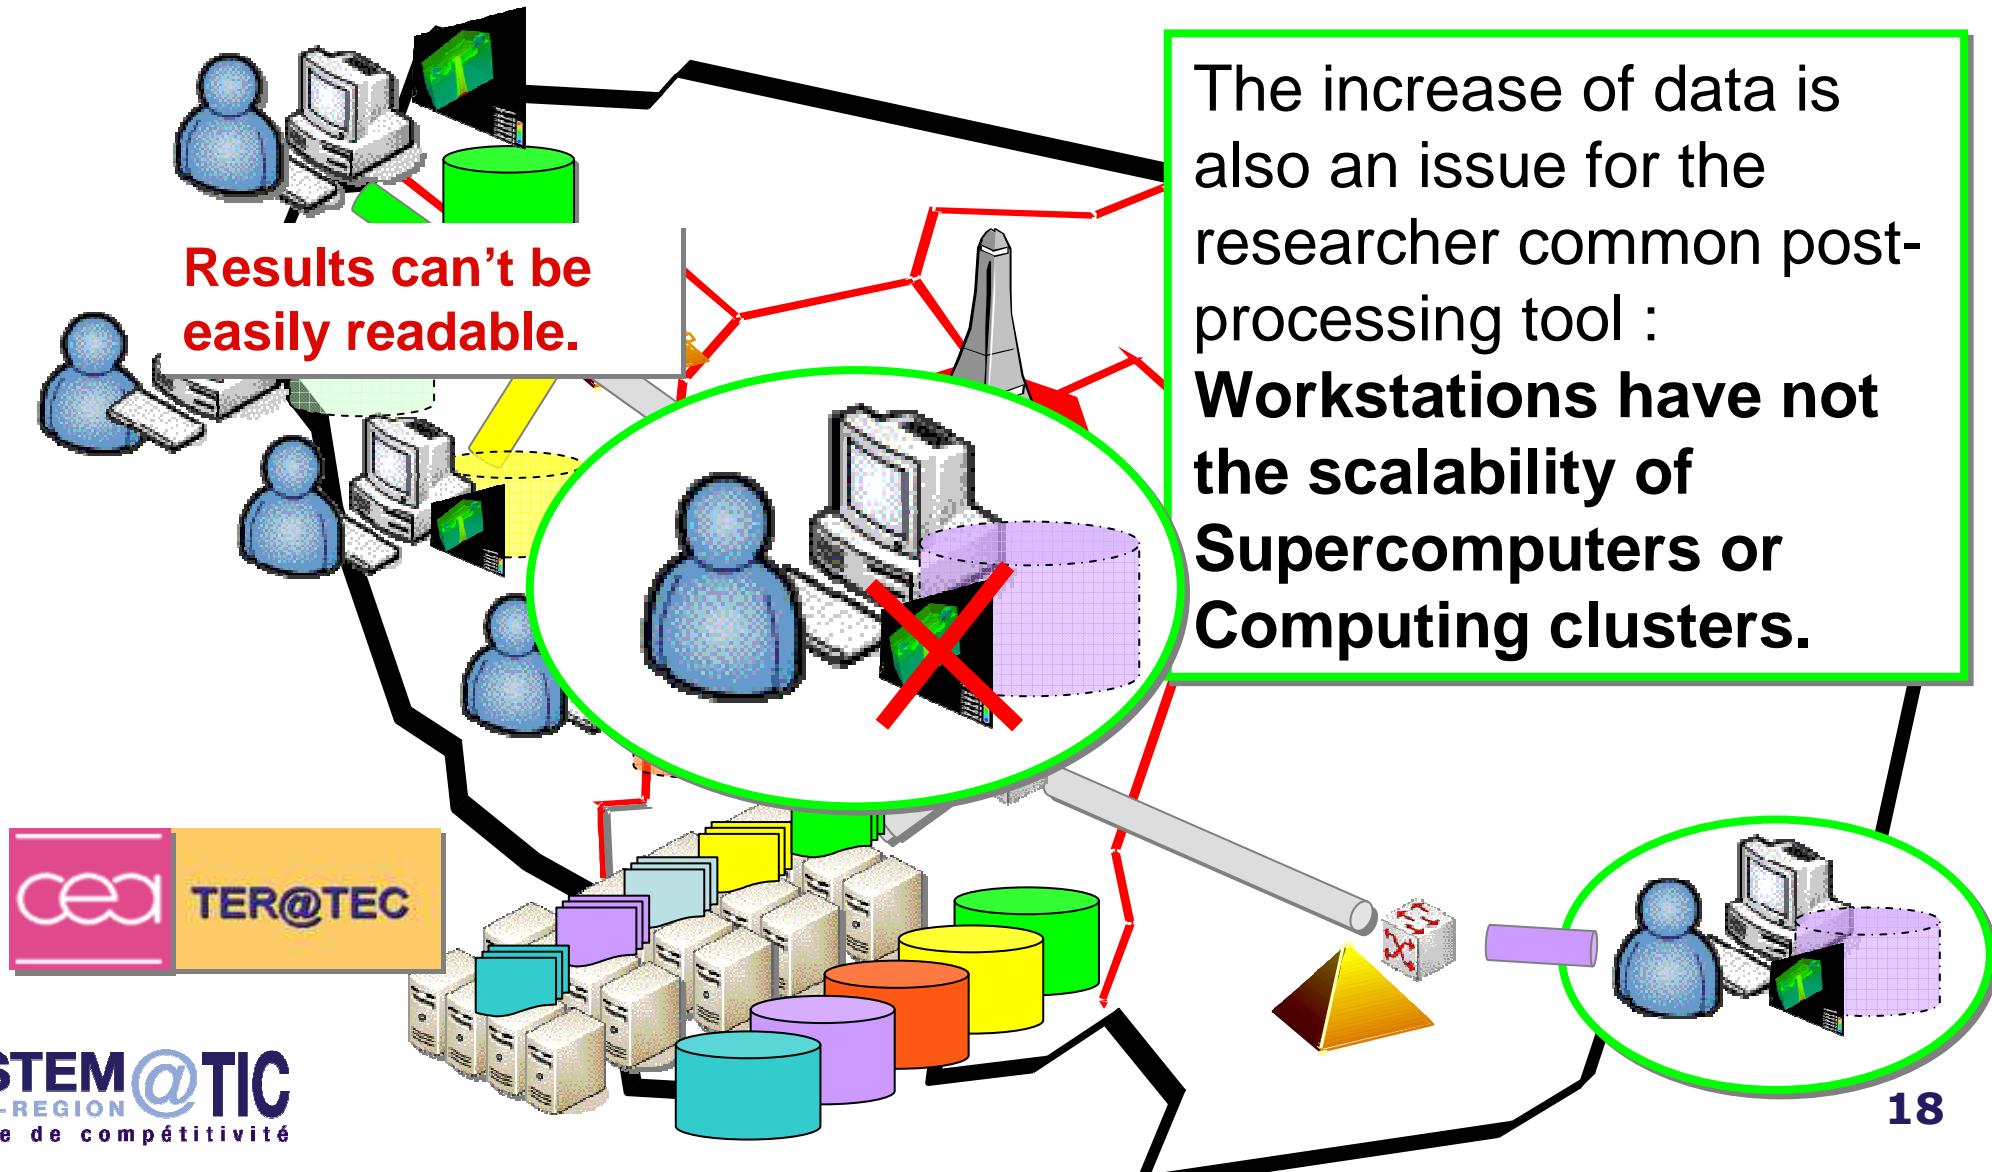 The increase of data is
also an issue for the
researcher common post-
processing tool :
Workstations have not
the scalability of
Supercomputers or
Computing clusters.
Results can't be
easily readable.
cea
TER@TEC
STEM@TIC
-REGION
e de compétitivité
18